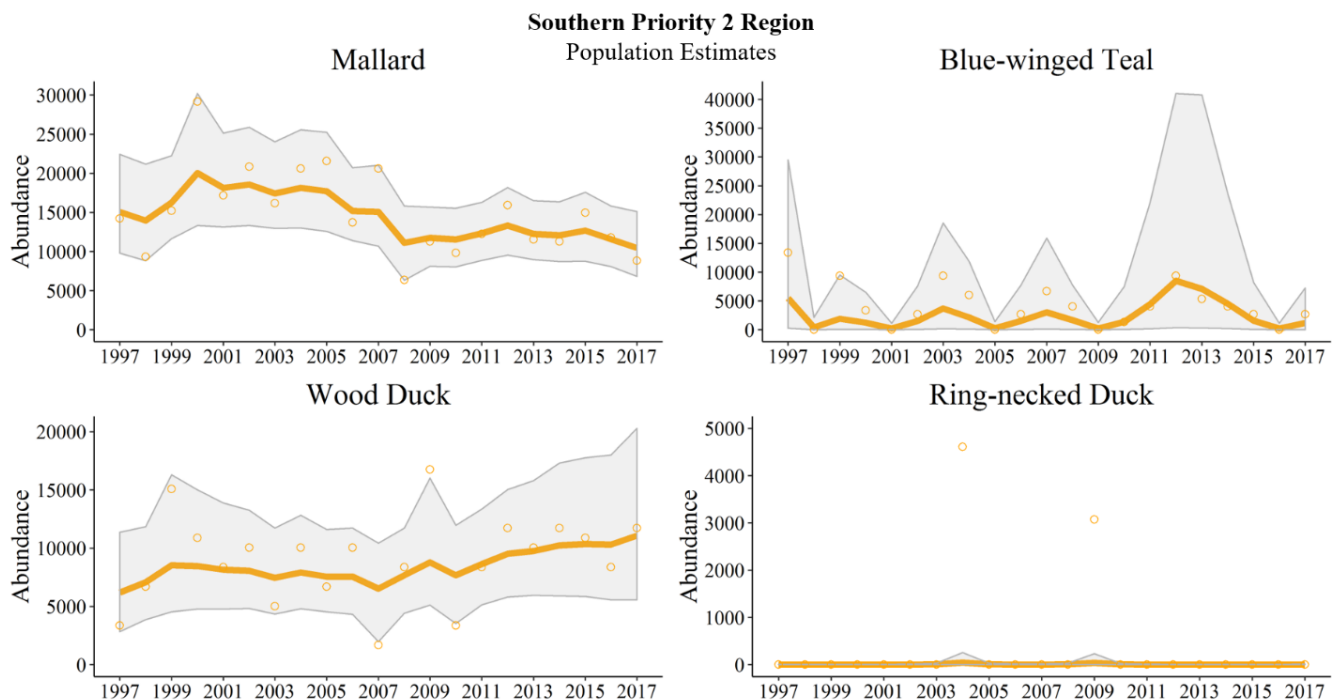 Southern Priority 2 Region
Population Estimates
Mallard
Abundance
30000
25000
20000
15000
10000
5000
0
1997 1999 2001 2003 2005 2007 2009 2011 2013 2015 2017
Blue-winged Teal
Abundance
40000
35000
30000
25000
20000
15000
10000
5000
0
1997 1999 2001 2003 2005 2007 2009 2011 2013 2015 2017
Wood Duck
Abundance
20000
15000
10000
5000
0
1997 1999 2001 2003 2005 2007 2009 2011 2013 2015 2017
Ring-necked Duck
Abundance
5000
4000
3000
2000
1000
0
1997 1999 2001 2003 2005 2007 2009 2011 2013 2015 2017